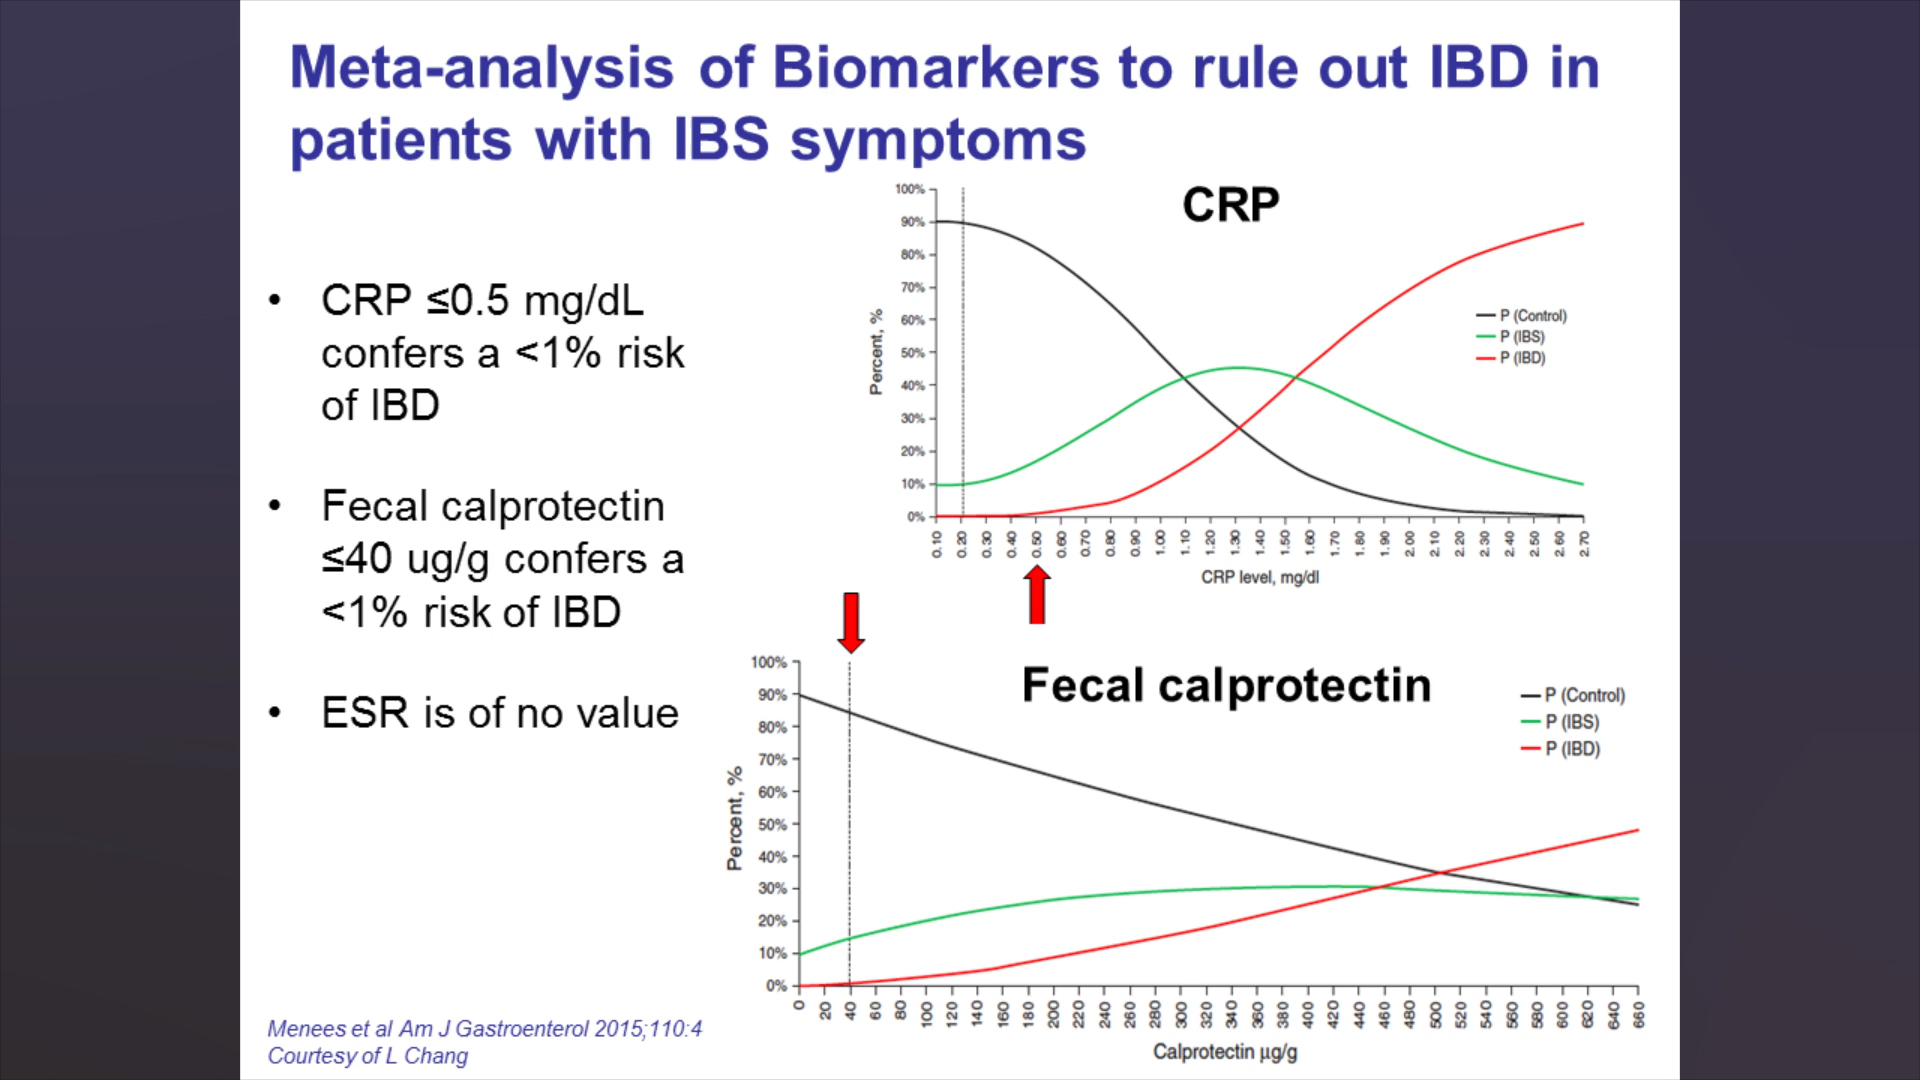 Meta-analysis of Biomarkers to rule out IBD in
patients with IBS symptoms
• CRP ≤0.5 mg/dL
confers a <1% risk
of IBD
• Fecal calprotectin
≤40 ug/g confers a
<1% risk of IBD
• ESR is of no value
CRP
100%
90%
80%
70%
60%
50%
40%
30%
20%
10%
0%
Percent, %
P (Control)
P (IBS)
P (IBD)
0.10 0.20 0.30 0.40 0.50 0.60 0.70 0.80 0.90 1.00 1.10 1.20 1.30 1.40 1.50 1.60 1.70 1.80 1.90 2.00 2.10 2.20 2.30 2.40 2.50 2.60 2.70
CRP level, mg/dl
Fecal calprotectin
100%
90%
80%
70%
60%
50%
40%
30%
20%
10%
0%
Percent, %
P (Control)
P (IBS)
P (IBD)
0 20 40 60 80 100 120 140 160 180 200 220 240 260 280 300 320 340 360 380 400 420 440 460 480 500 520 540 560 580 600 620 640 660
Calprotectin μg/g
Menees et al Am J Gastroenterol 2015;110:4
Courtesy of L Chang